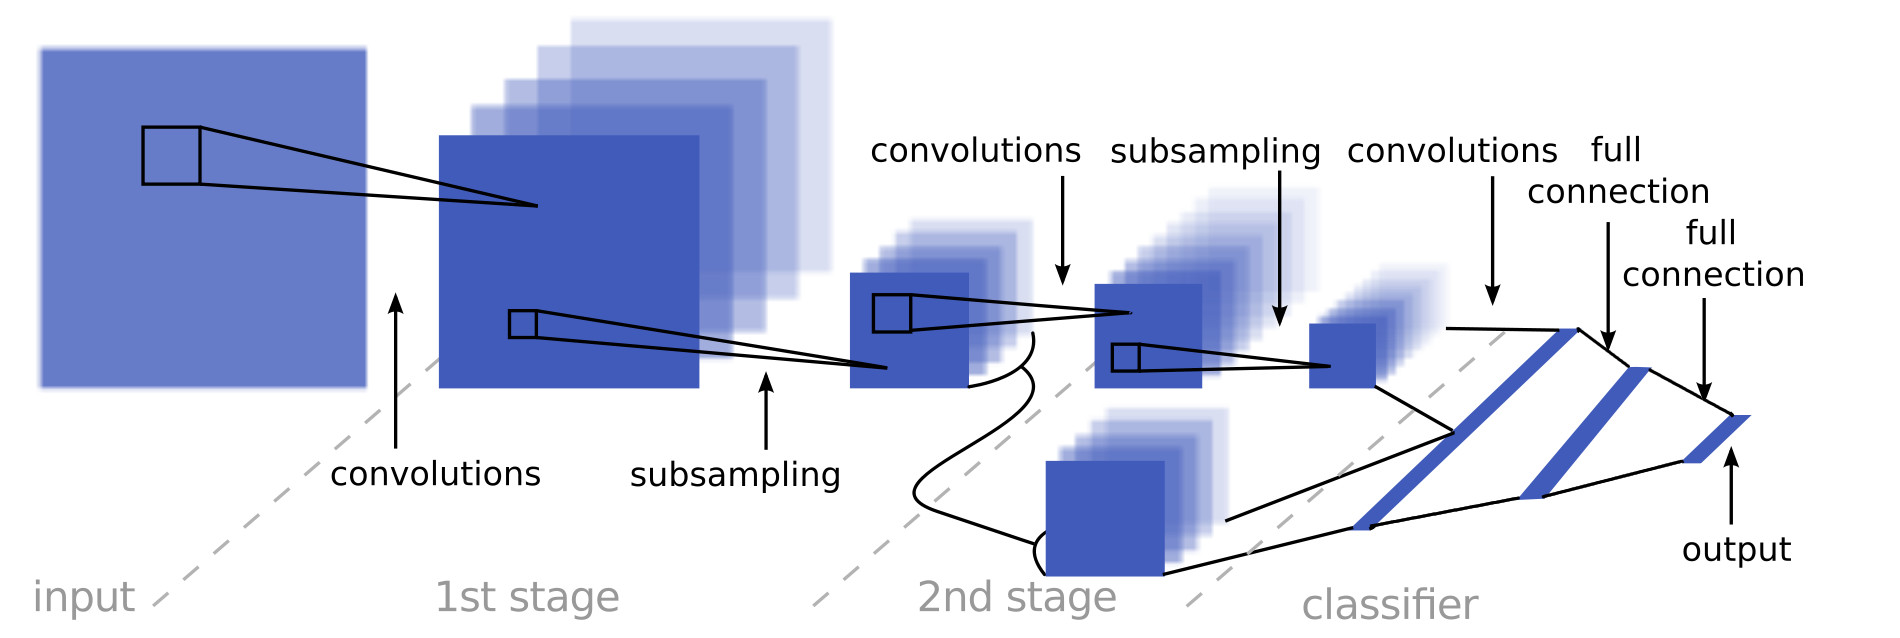 convolutions
subsampling
convolutions
full
connection
full
connection
convolutions
subsampling
output
input
1st stage
2nd stage
classifier